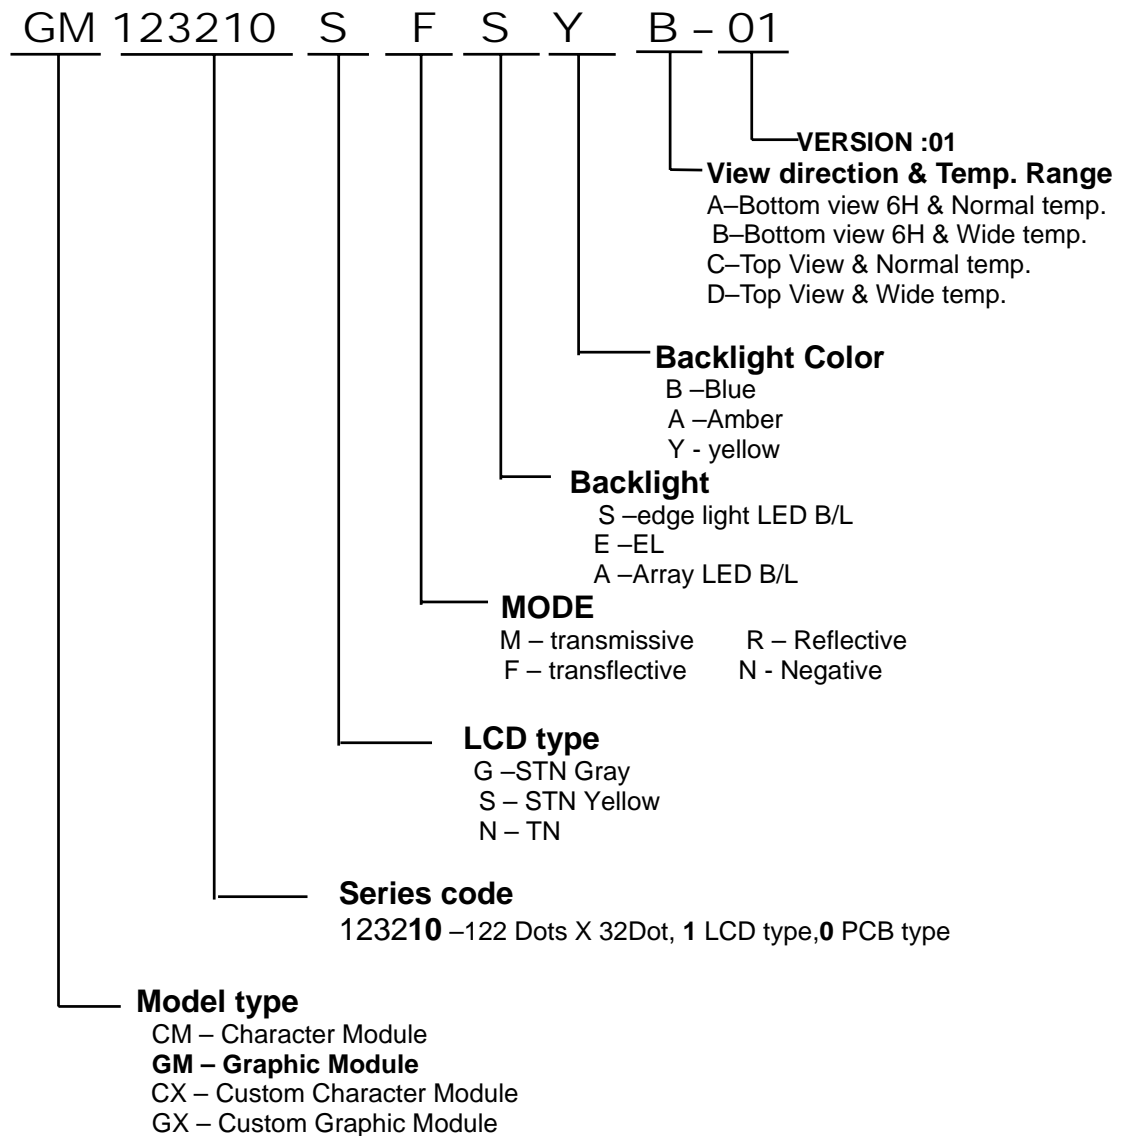 GM 123210 S F S Y B – 01
VERSION :01
View direction & Temp. Range
A–Bottom view 6H & Normal temp.
B–Bottom view 6H & Wide temp.
C–Top View & Normal temp.
D–Top View & Wide temp.
Backlight Color
B –Blue
A –Amber
Y - yellow
Backlight
S –edge light LED B/L
E –EL
A –Array LED B/L
MODE
M – transmissive R – Reflective
F – transflective N - Negative
LCD type
G –STN Gray
S – STN Yellow
N – TN
Series code
123210 –122 Dots X 32Dot, 1 LCD type,0 PCB type
Model type
CM – Character Module
GM – Graphic Module
CX – Custom Character Module
GX – Custom Graphic Module